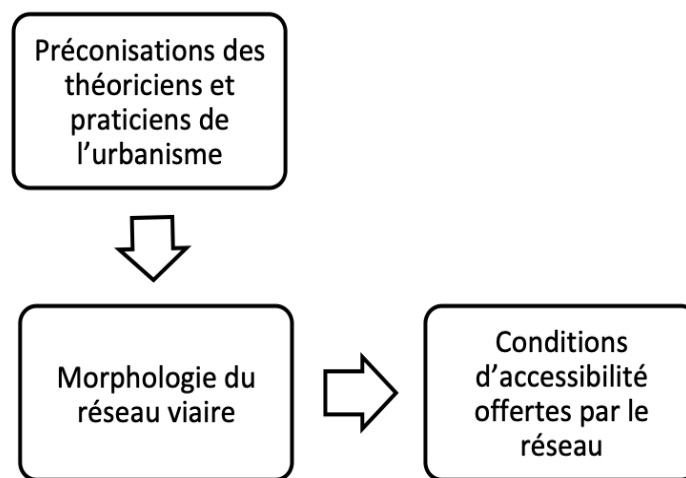 Préconisations des
théoriciens et
praticiens de
l'urbanisme
Morphologie du
réseau viaire
Conditions
d'accessibilité
offertes par le
réseau